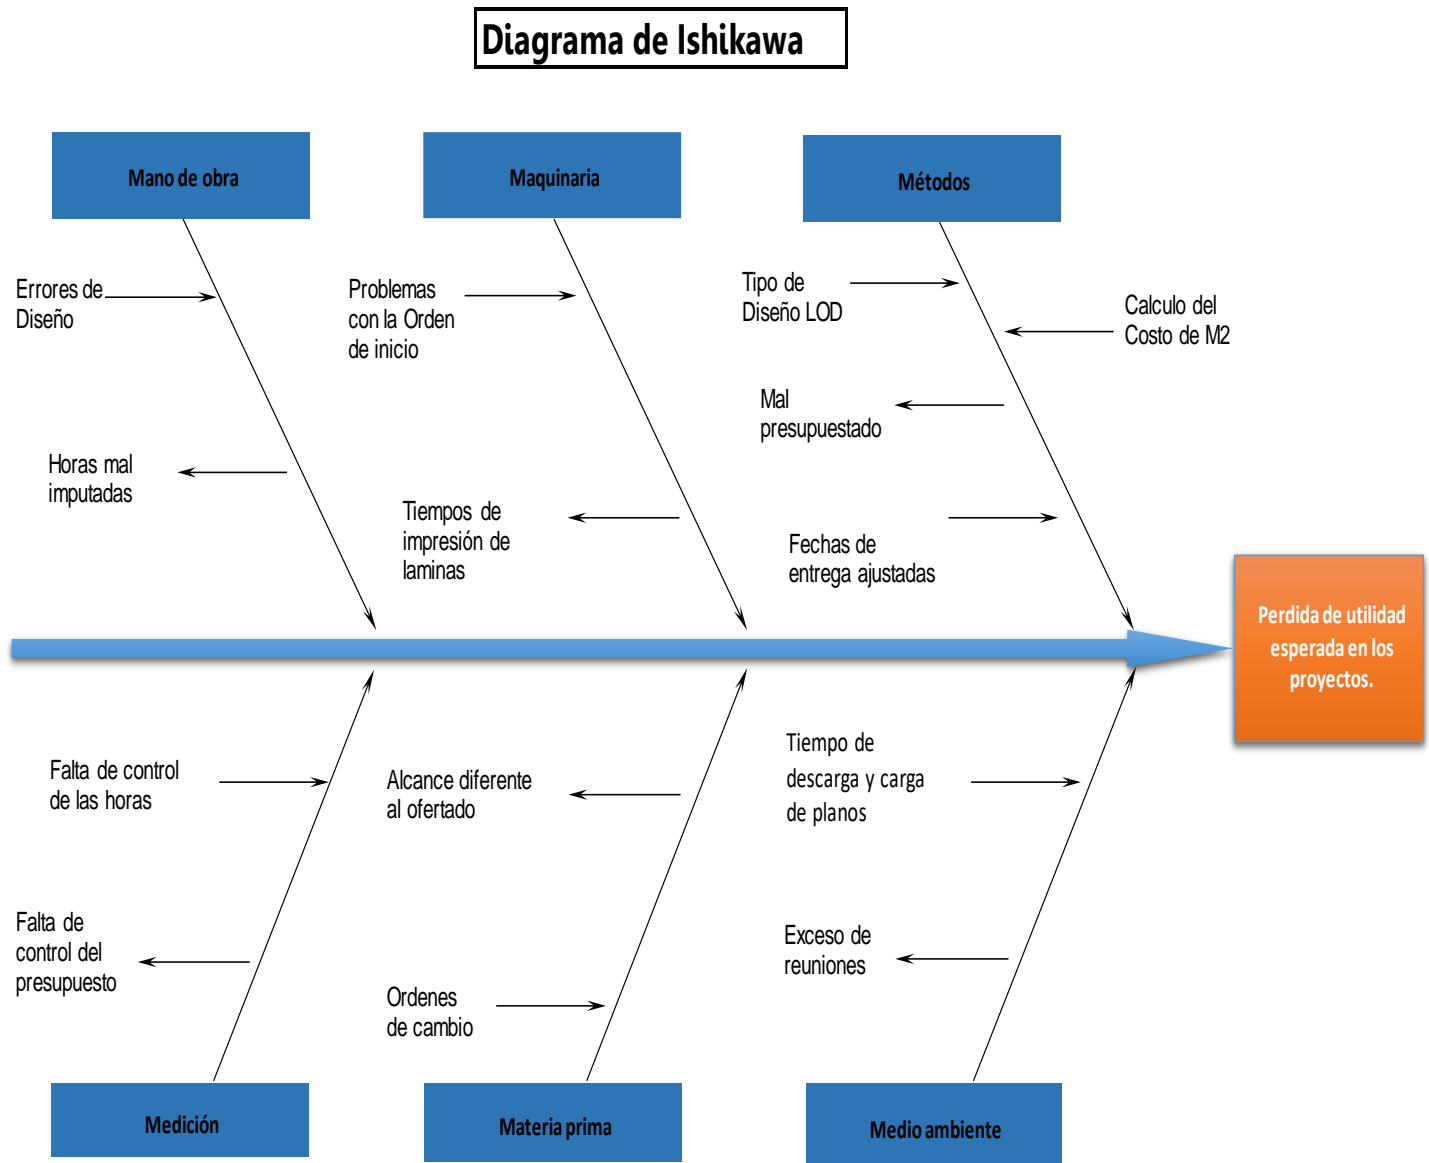 Diagrama de Ishikawa
Mano de obra
Maquinaria
Métodos
Errores de
Diseño
Problemas
con la Orden
de inicio
Tipo de
Diseño LOD
Calculo del
Costo de M2
Mal
presupuestado
Horas mal
imputadas
Tiempos de
impresión de
laminas
Fechas de
entrega ajustadas
Perdida de utilidad
esperada en los
proyectos.
Falta de control
de las horas
Alcance diferente
al ofertado
Tiempo de
descarga y carga
de planos
Falta de
control del
presupuesto
Ordenes
de cambio
Exceso de
reuniones
Medición
Materia prima
Medio ambiente